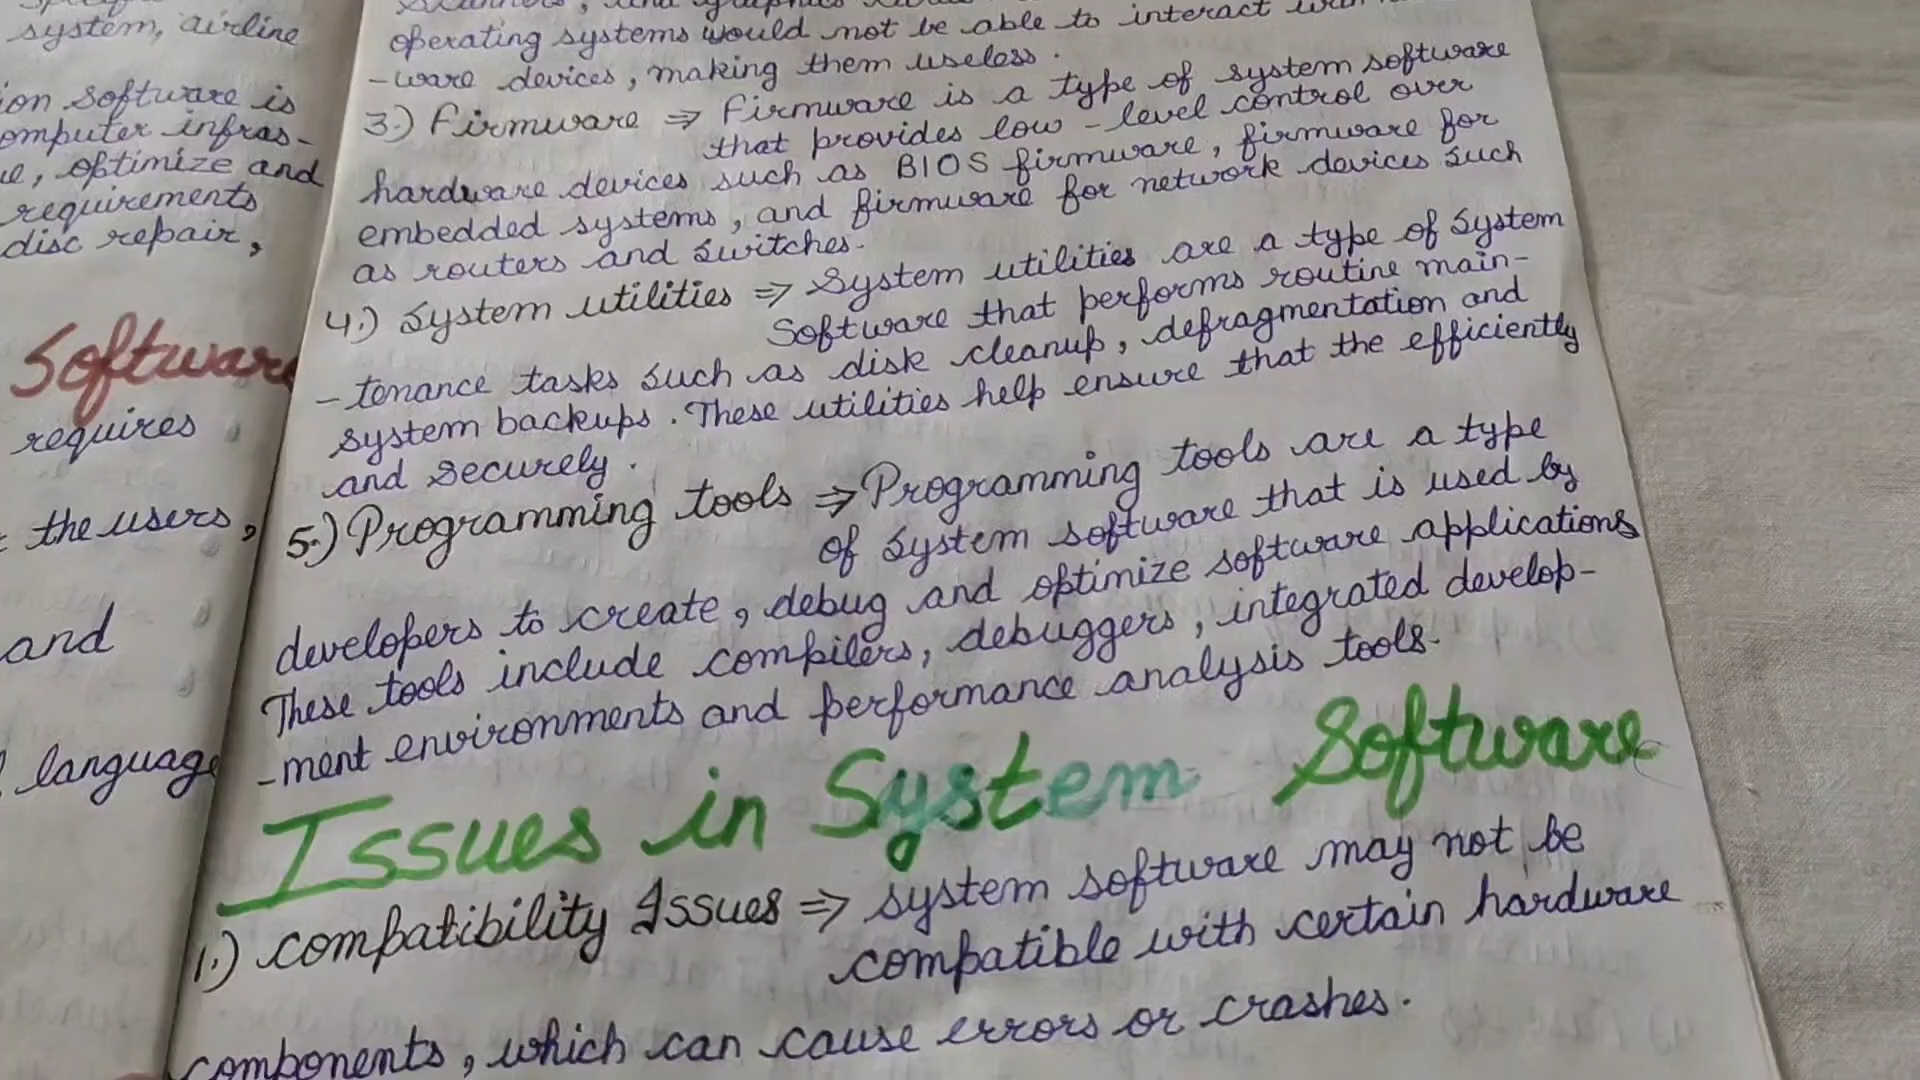 system, airline
ion Software is
omputer infras-
ue, optimize and
requirements
disc repair,
Software
requires
the users,
and
language
operating systems would not be able to interact
-ware devices, making them useless.
3.) Firmware ⇒ Firmware is a type of system software
that provides low-level control over
hardware devices such as BIOS firmware, firmware for
embedded systems, and firmware for network devices such
as routers and switches.
4.) System utilities ⇒ System utilities are a type of System
Software that performs routine main-
-tenance tasks such as disk cleanup, defragmentation and
system backups. These utilities help ensure that the efficiently
and securely.
5.) Programming tools ⇒ Programming tools are a type
of system software that is used by
developers to create, debug and optimize software applications
These tools include compilers, debuggers, integrated develop-
-ment environments and performance analysis tools.
Issues in System Software
1.) compatibility Issues ⇒ system software may not be
compatible with certain hardware
components, which can cause errors or crashes.